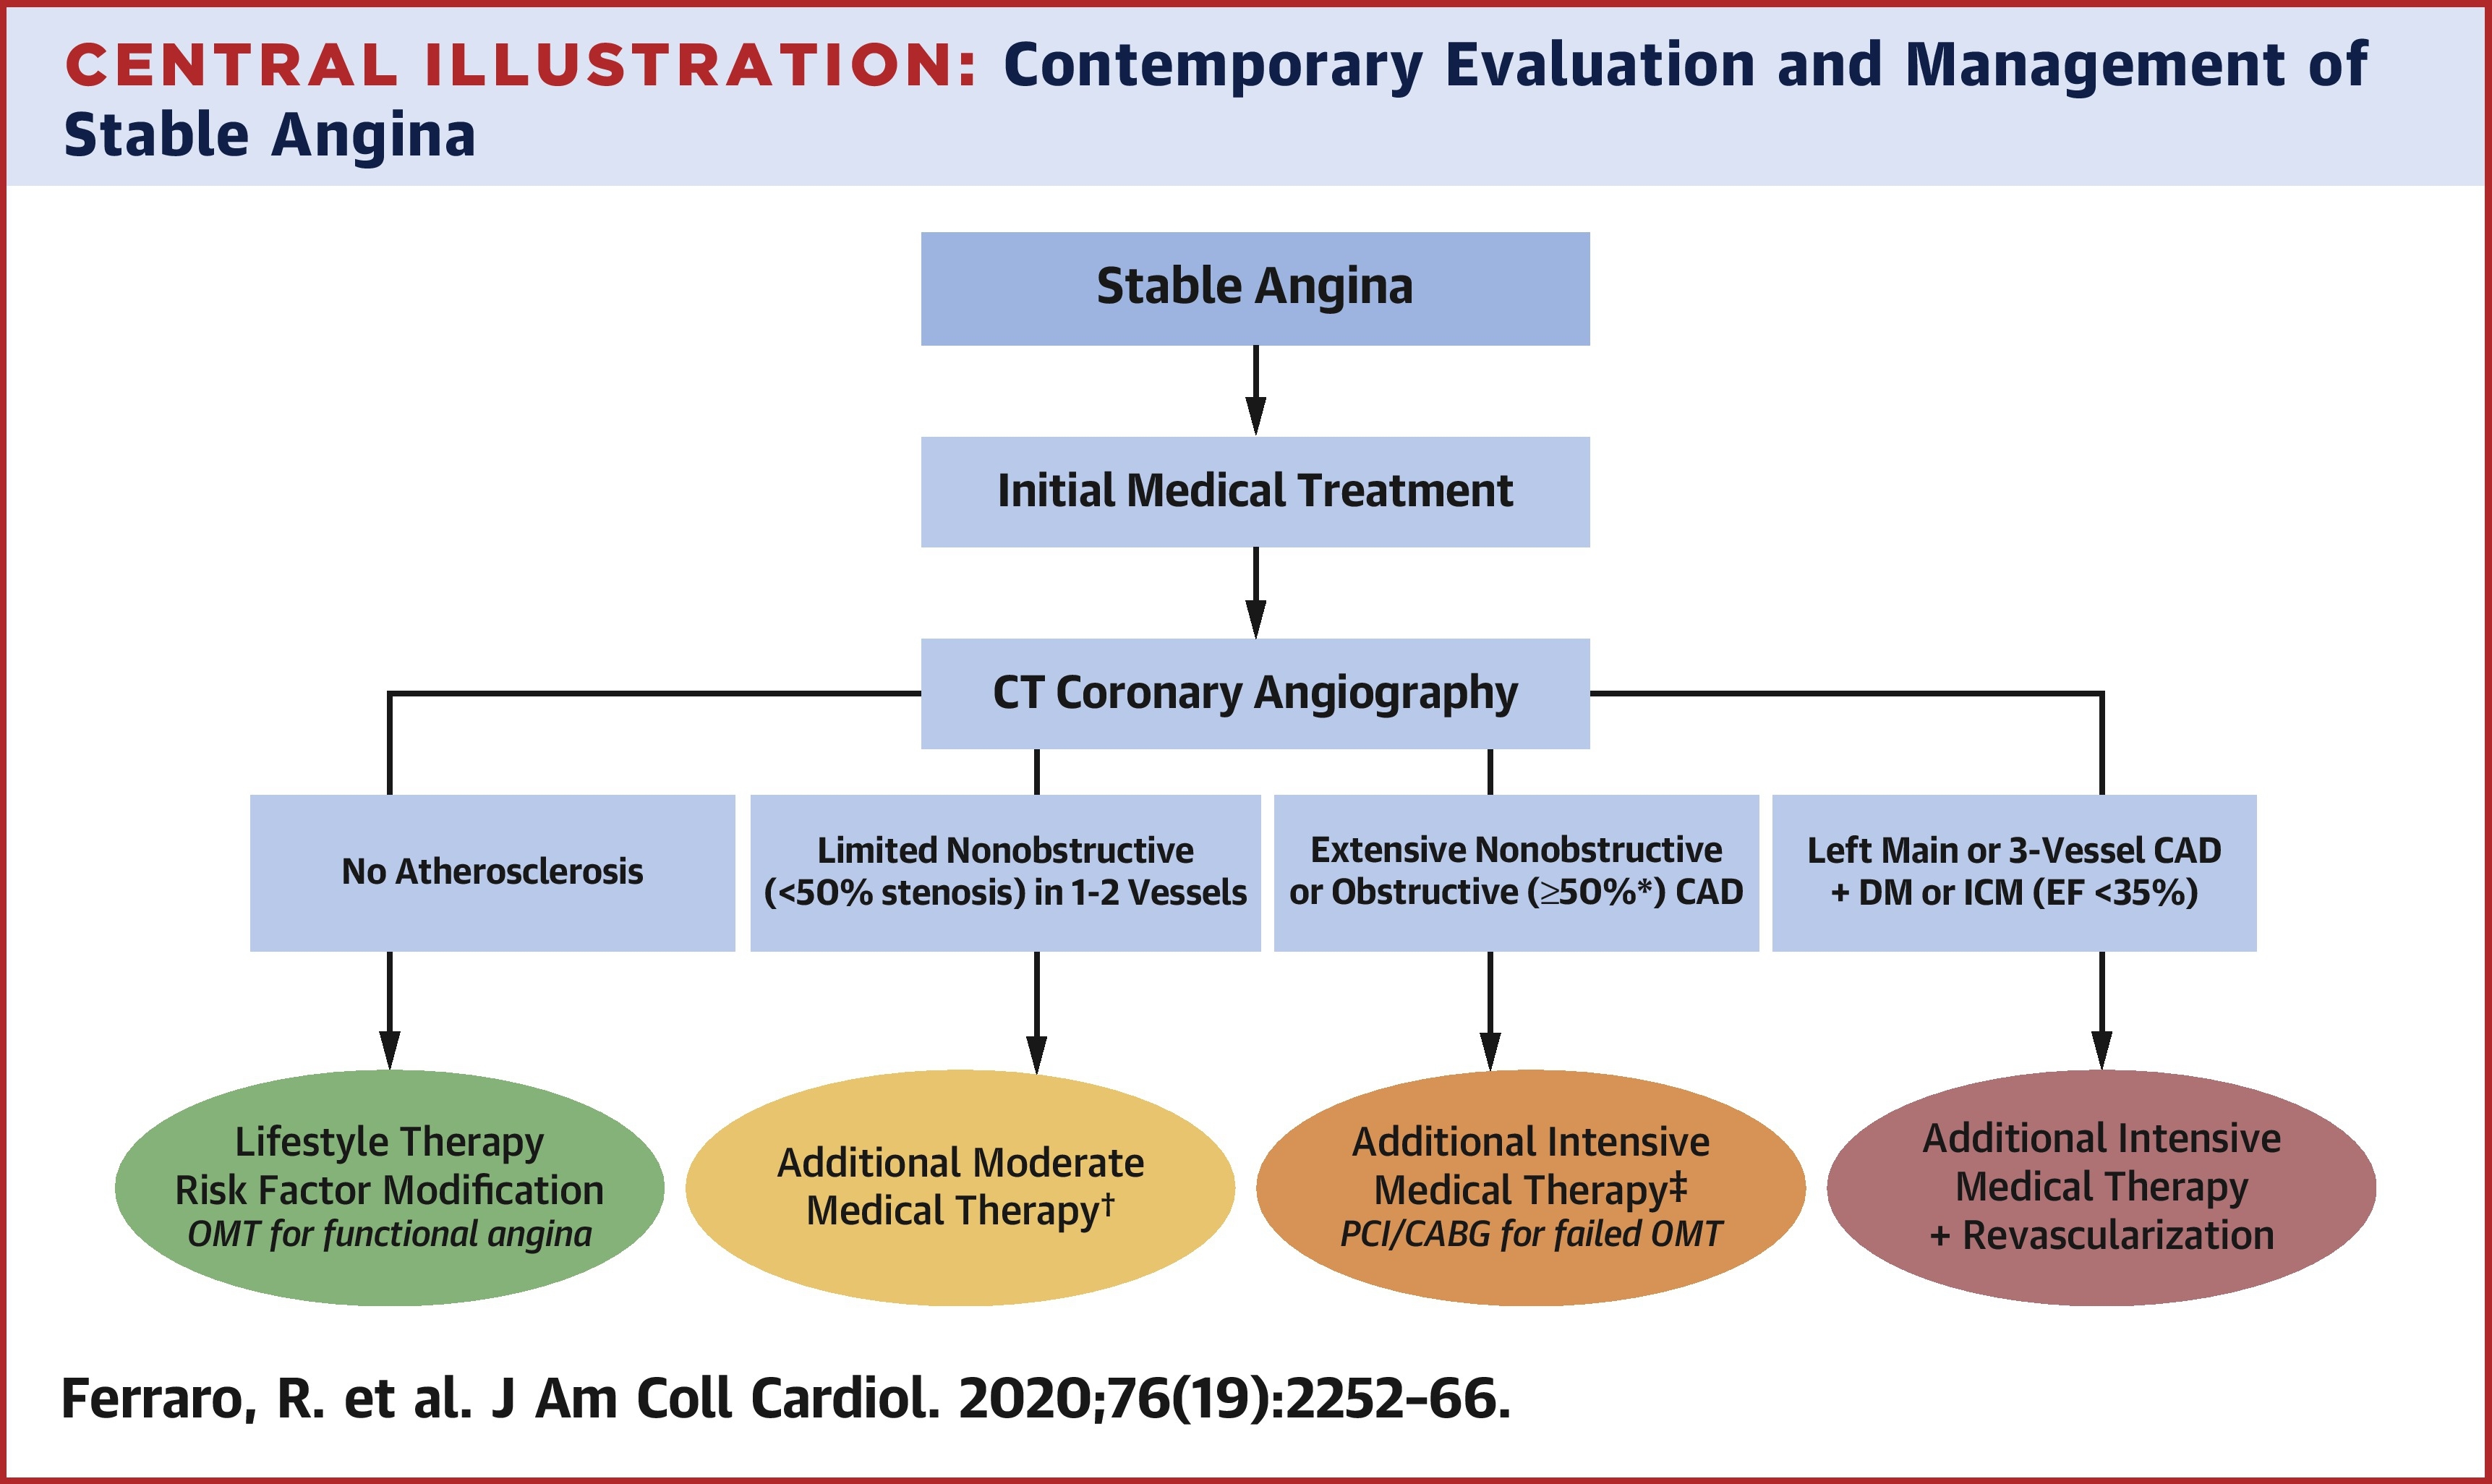 CENTRAL ILLUSTRATION: Contemporary Evaluation and Management of
Stable Angina
Stable Angina
Initial Medical Treatment
CT Coronary Angiography
No Atherosclerosis
Limited Nonobstructive
(<50% stenosis) in 1-2 Vessels
Extensive Nonobstructive
or Obstructive (≥50%*) CAD
Left Main or 3-Vessel CAD
+ DM or ICM (EF <35%)
Lifestyle Therapy
Risk Factor Modification
OMT for functional angina
Additional Moderate
Medical Therapy†
Additional Intensive
Medical Therapy‡
PCI/CABG for failed OMT
Additional Intensive
Medical Therapy
+ Revascularization
Ferraro, R. et al. J Am Coll Cardiol. 2020;76(19):2252–66.